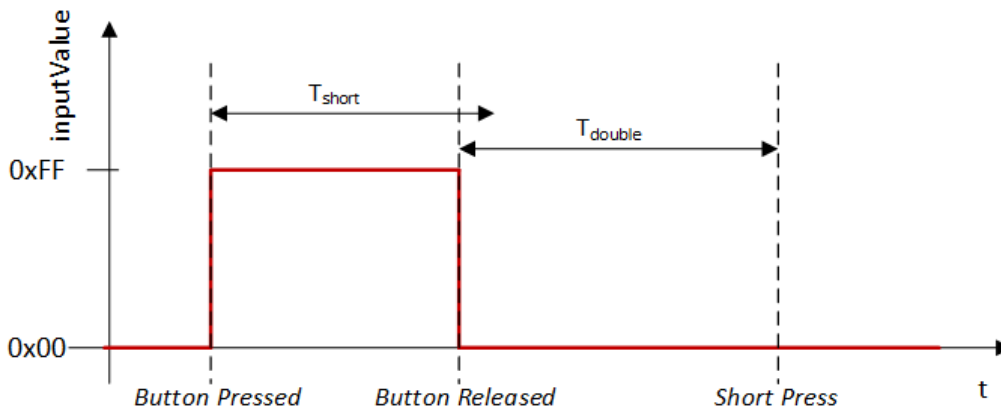 inputValue
T_short
T_double
0xFF
0x00
t
Button Pressed
Button Released
Short Press